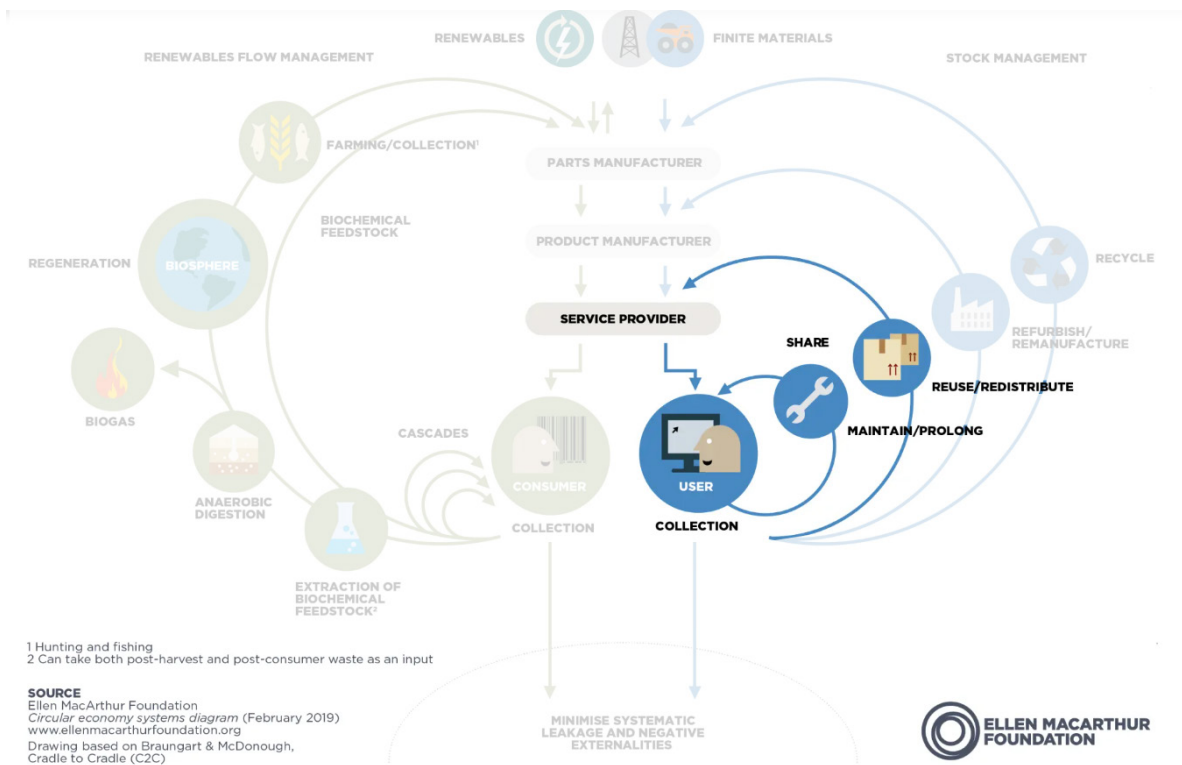 RENEWABLES
FINITE MATERIALS
RENEWABLES FLOW MANAGEMENT
STOCK MANAGEMENT
FARMING/COLLECTION¹
PARTS MANUFACTURER
BIOCHEMICAL
FEEDSTOCK
PRODUCT MANUFACTURER
REGENERATION
BIOSPHERE
RECYCLE
SERVICE PROVIDER
SHARE
REFURBISH/
REMANUFACTURE
REUSE/REDISTRIBUTE
BIOGAS
CASCADES
MAINTAIN/PROLONG
CONSUMER
USER
ANAEROBIC
DIGESTION
COLLECTION
COLLECTION
EXTRACTION OF
BIOCHEMICAL
FEEDSTOCK²
1 Hunting and fishing
2 Can take both post-harvest and post-consumer waste as an input
SOURCE
Ellen MacArthur Foundation
Circular economy systems diagram (February 2019)
www.ellenmacarthurfoundation.org
Drawing based on Braungart & McDonough,
Cradle to Cradle (C2C)
MINIMISE SYSTEMATIC
LEAKAGE AND NEGATIVE
EXTERNALITIES
ELLEN MACARTHUR
FOUNDATION